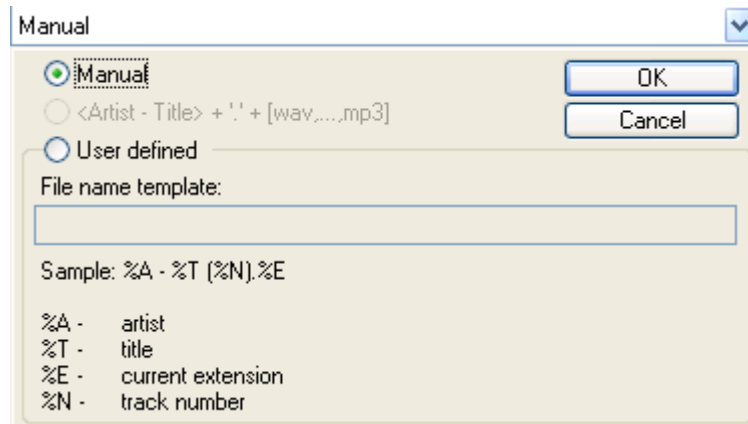 Manual
Manual
OK
<Artist - Title> + '.' + [wav,...,mp3]
Cancel
User defined
File name template:
Sample: %A - %T (%N).%E
%A - artist
%T - title
%E - current extension
%N - track number